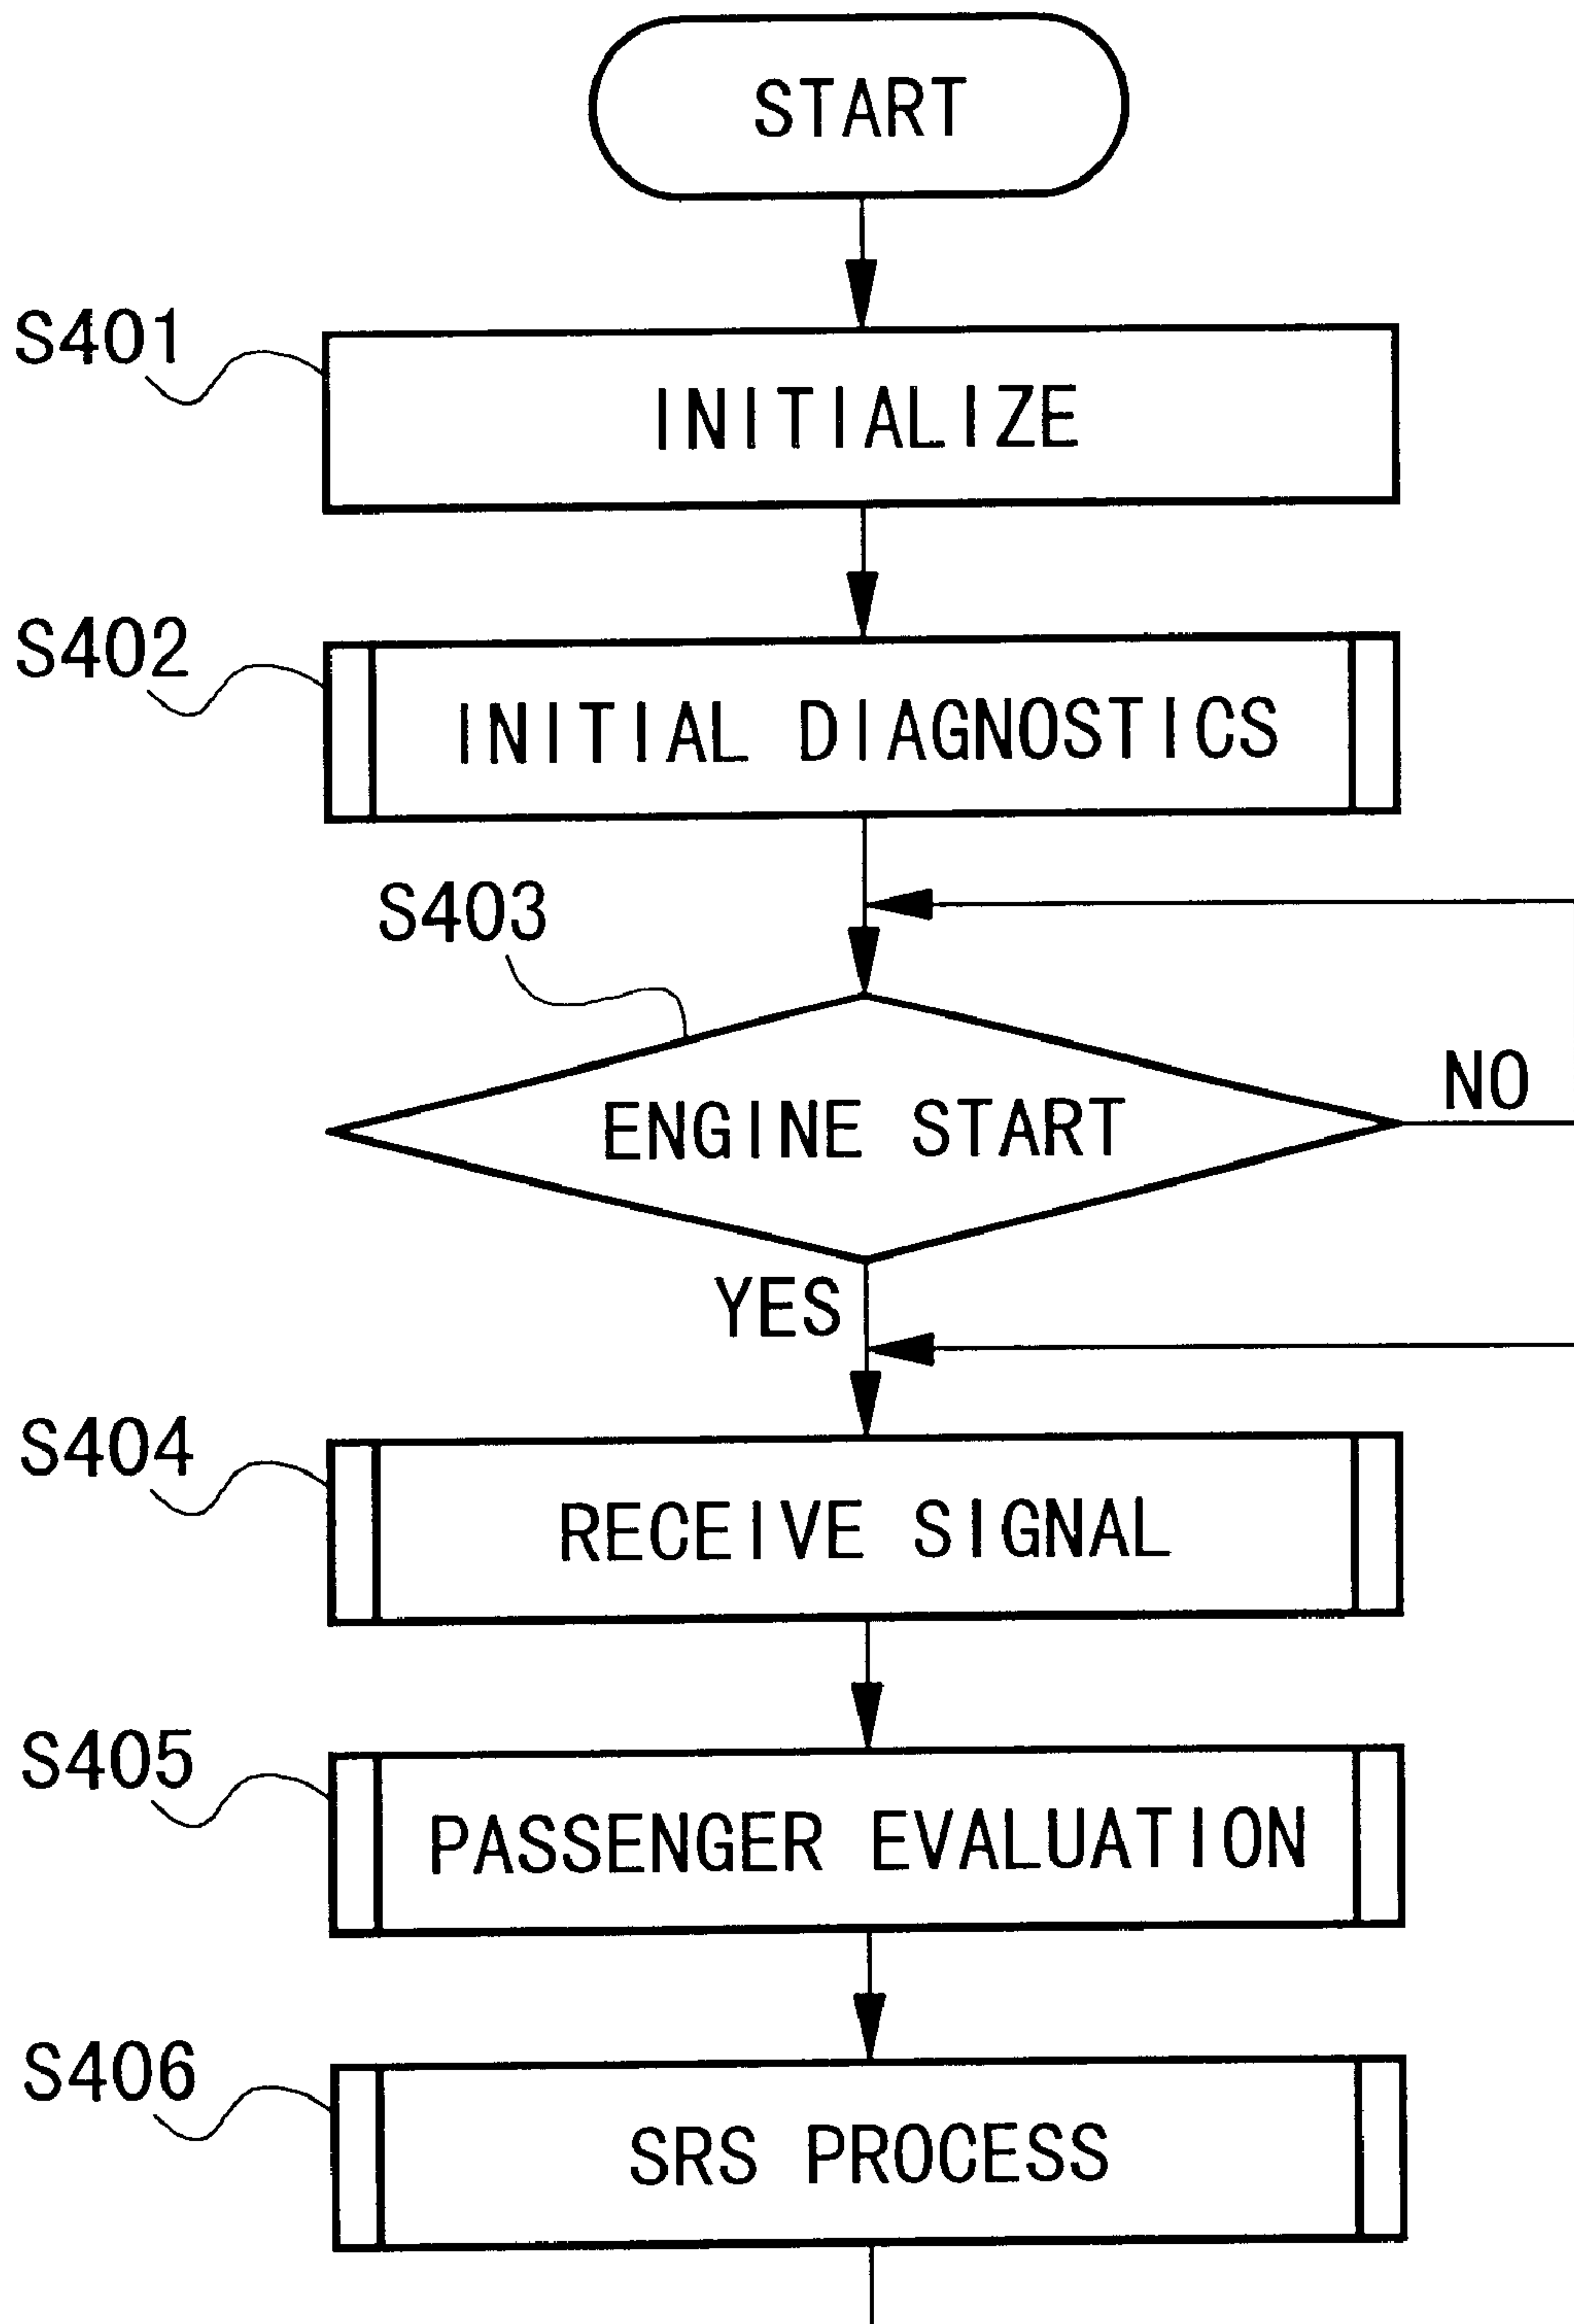 START
S401
INITIALIZE
S402
INITIAL DIAGNOSTICS
S403
ENGINE START
NO
YES
S404
RECEIVE SIGNAL
S405
PASSENGER EVALUATION
S406
SRS PROCESS